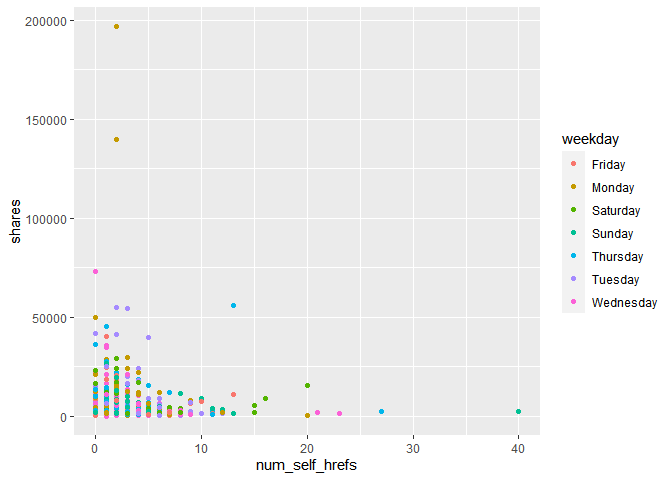 200000
150000
100000
50000
0
shares
0
10
20
30
40
num_self_hrefs
weekday
Friday
Monday
Saturday
Sunday
Thursday
Tuesday
Wednesday